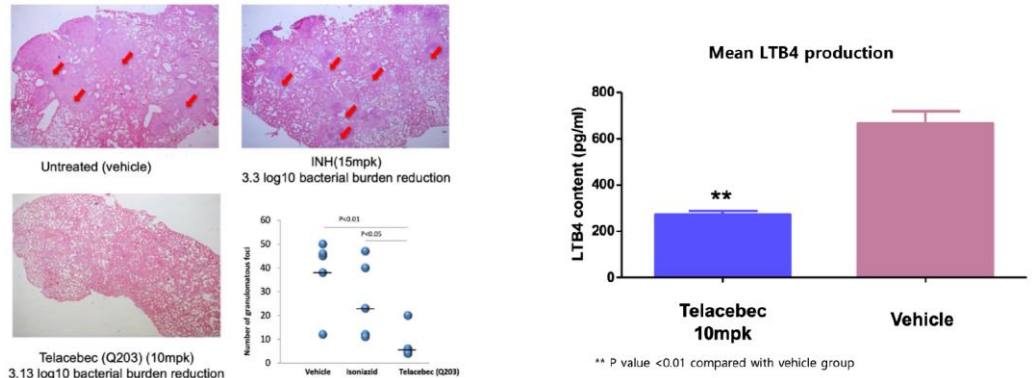 Untreated (vehicle)
INH(15mpk)
3.3 log10 bacterial burden reduction
Telacebec (Q203) (10mpk)
3.13 log10 bacterial burden reduction
Number of granulomatous foci
60
50
40
30
20
10
0
P<0.01
P<0.05
Vehicle
isoniazid
Telacebec (Q203)
Mean LTB4 production
LTB4 content (pg/ml)
800
600
400
200
0
**
Telacebec
10mpk
Vehicle
** P value <0.01 compared with vehicle group